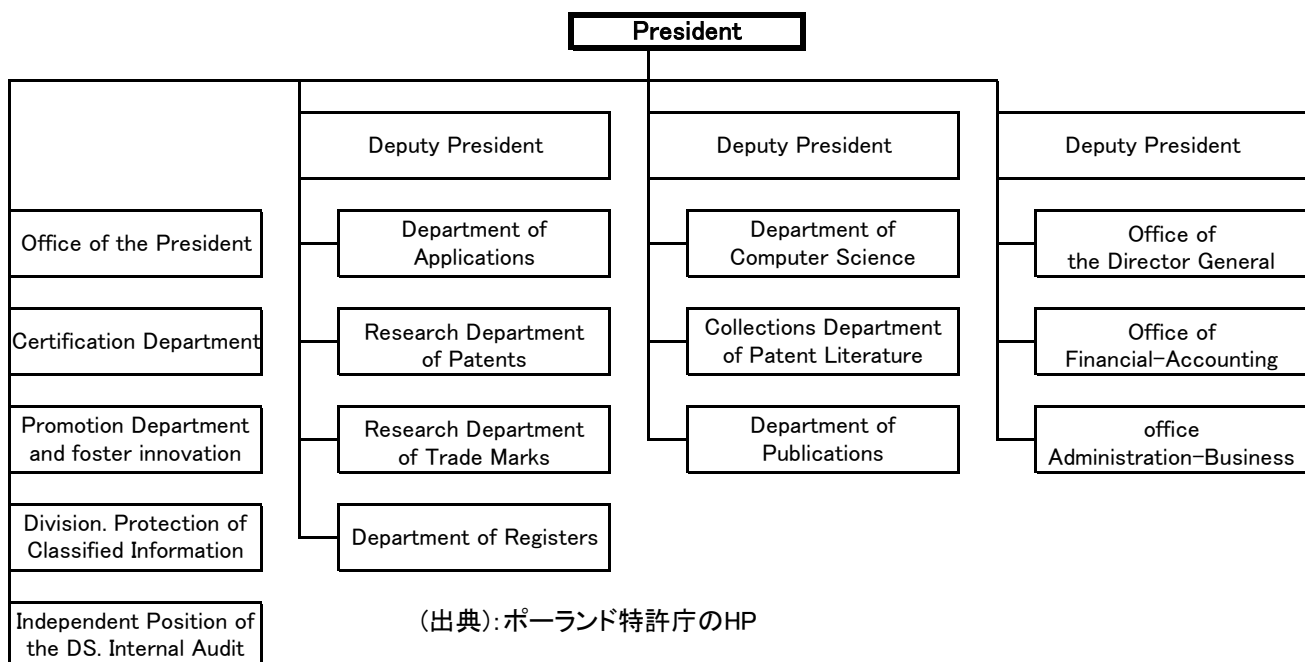 President
Deputy President
Deputy President
Deputy President
Office of the President
Department of
Applications
Department of
Computer Science
Office of
the Director General
Certification Department
Research Department
of Patents
Collections Department
of Patent Literature
Office of
Financial-Accounting
Promotion Department
and foster innovation
Research Department
of Trade Marks
Department of
Publications
office
Administration-Business
Division. Protection of
Classified Information
Department of Registers
Independent Position of
the DS. Internal Audit
(出典):ポーランド特許庁のHP